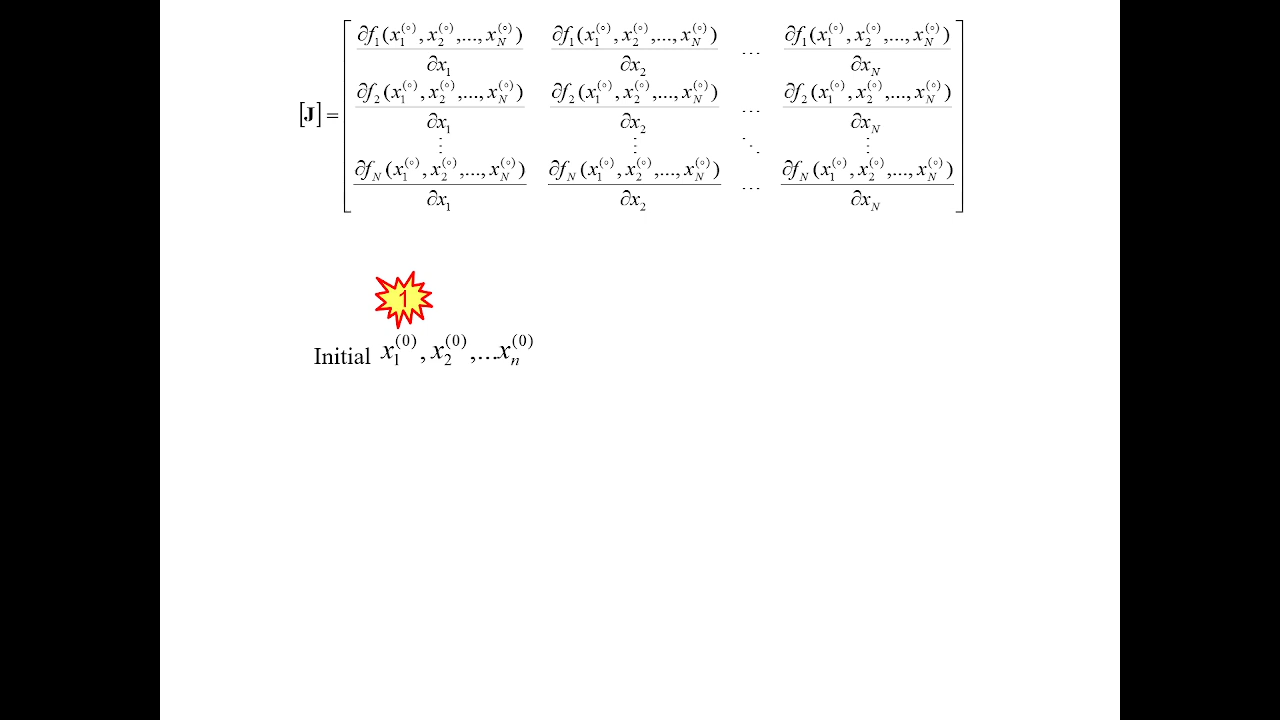 [J] = [ ∂f₁(x₁^(∘), x₂^(∘),..., x_N^(∘))/∂x₁  ∂f₁(x₁^(∘), x₂^(∘),..., x_N^(∘))/∂x₂  …  ∂f₁(x₁^(∘), x₂^(∘),..., x_N^(∘))/∂x_N
∂f₂(x₁^(∘), x₂^(∘),..., x_N^(∘))/∂x₁  ∂f₂(x₁^(∘), x₂^(∘),..., x_N^(∘))/∂x₂  …  ∂f₂(x₁^(∘), x₂^(∘),..., x_N^(∘))/∂x_N
⋮  ⋮  ⋱  ⋮
∂f_N(x₁^(∘), x₂^(∘),..., x_N^(∘))/∂x₁  ∂f_N(x₁^(∘), x₂^(∘),..., x_N^(∘))/∂x₂  …  ∂f_N(x₁^(∘), x₂^(∘),..., x_N^(∘))/∂x_N ]
1
Initial x₁^(0), x₂^(0),...x_n^(0)